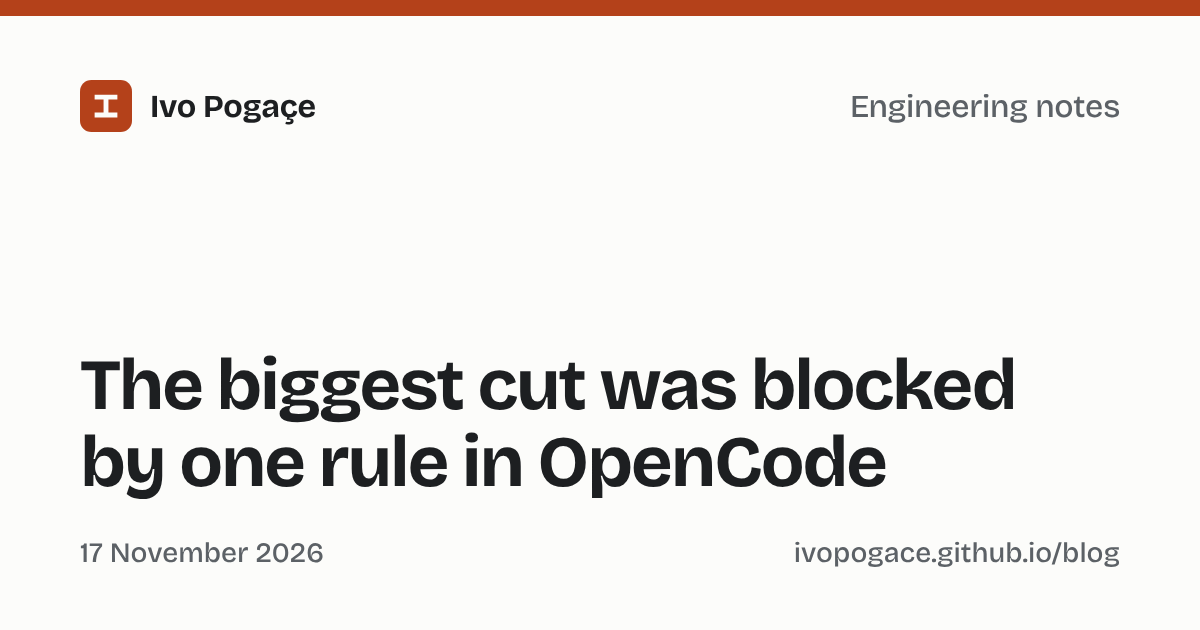 I
Ivo Pogaçe
Engineering notes
The biggest cut was blocked
by one rule in OpenCode
17 November 2026
ivopogace.github.io/blog